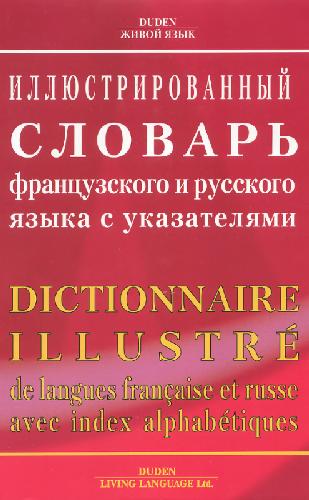 DUDEN
ЖИВОЙ ЯЗЫК
ИЛЛЮСТРИРОВАННЫЙ
СЛОВАРЬ
французского и русского
языка с указателями
DICTIONNAIRE
ILLUSTRÉ
de langues française et russe
avec index alphabétiques
DUDEN
LIVING LANGUAGE Ltd.